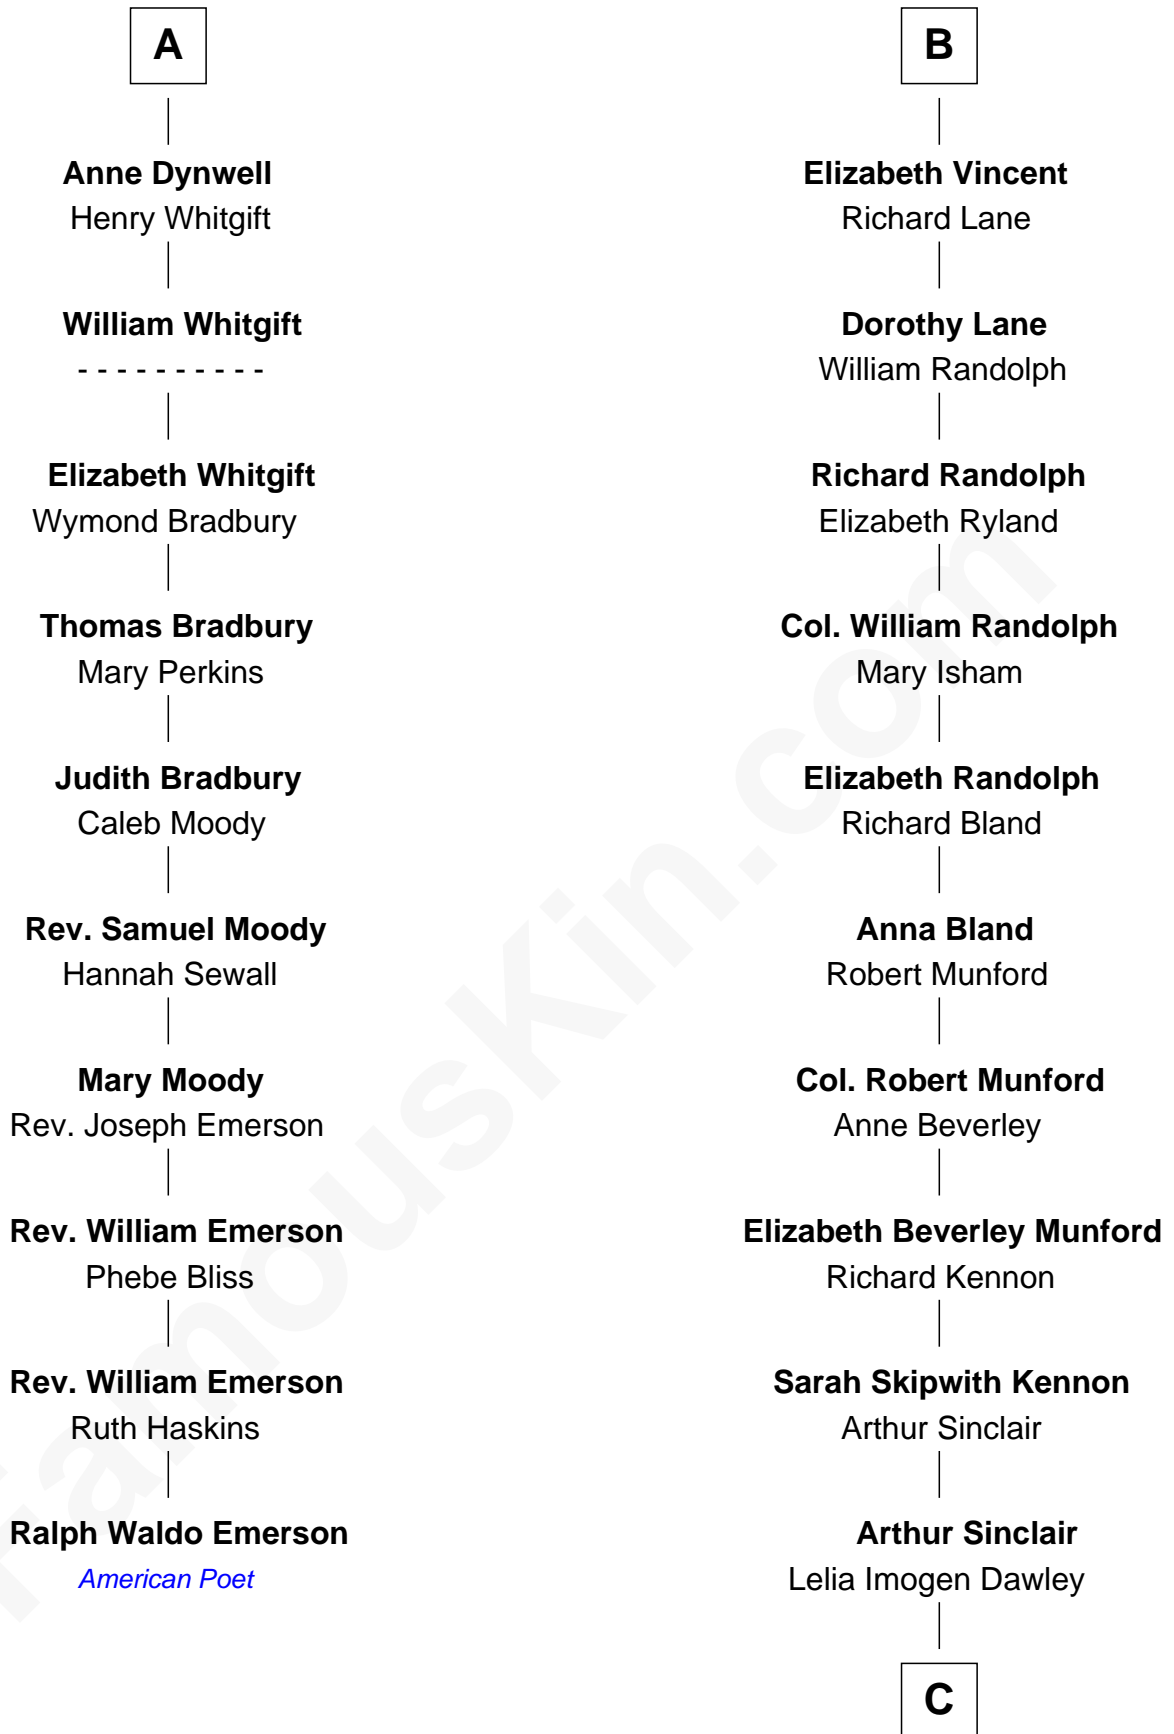 A
Anne Dynwell
Henry Whitgift
William Whitgift
- - - - - - - - - -
Elizabeth Whitgift
Wymond Bradbury
Thomas Bradbury
Mary Perkins
Judith Bradbury
Caleb Moody
Rev. Samuel Moody
Hannah Sewall
Mary Moody
Rev. Joseph Emerson
Rev. William Emerson
Phebe Bliss
Rev. William Emerson
Ruth Haskins
Ralph Waldo Emerson
American Poet
B
Elizabeth Vincent
Richard Lane
Dorothy Lane
William Randolph
Richard Randolph
Elizabeth Ryland
Col. William Randolph
Mary Isham
Elizabeth Randolph
Richard Bland
Anna Bland
Robert Munford
Col. Robert Munford
Anne Beverley
Elizabeth Beverley Munford
Richard Kennon
Sarah Skipwith Kennon
Arthur Sinclair
Arthur Sinclair
Lelia Imogen Dawley
C
FamousKin.com